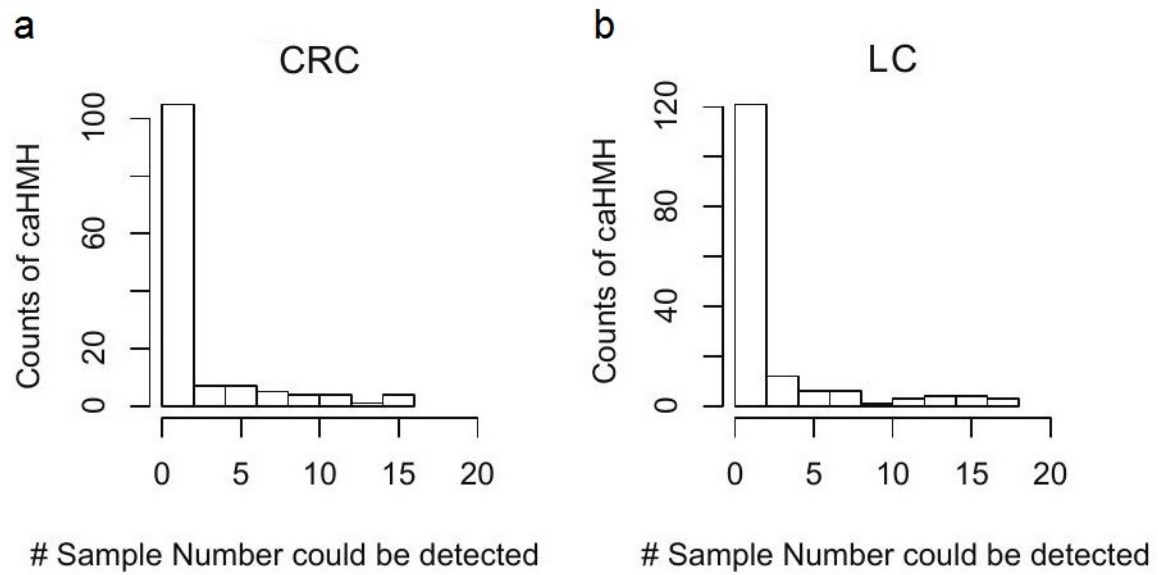 a
CRC
Counts of caHMH
100
60
20
0
0 5 10 15 20
# Sample Number could be detected
b
LC
Counts of caHMH
120
80
40
0
0 5 10 15 20
# Sample Number could be detected